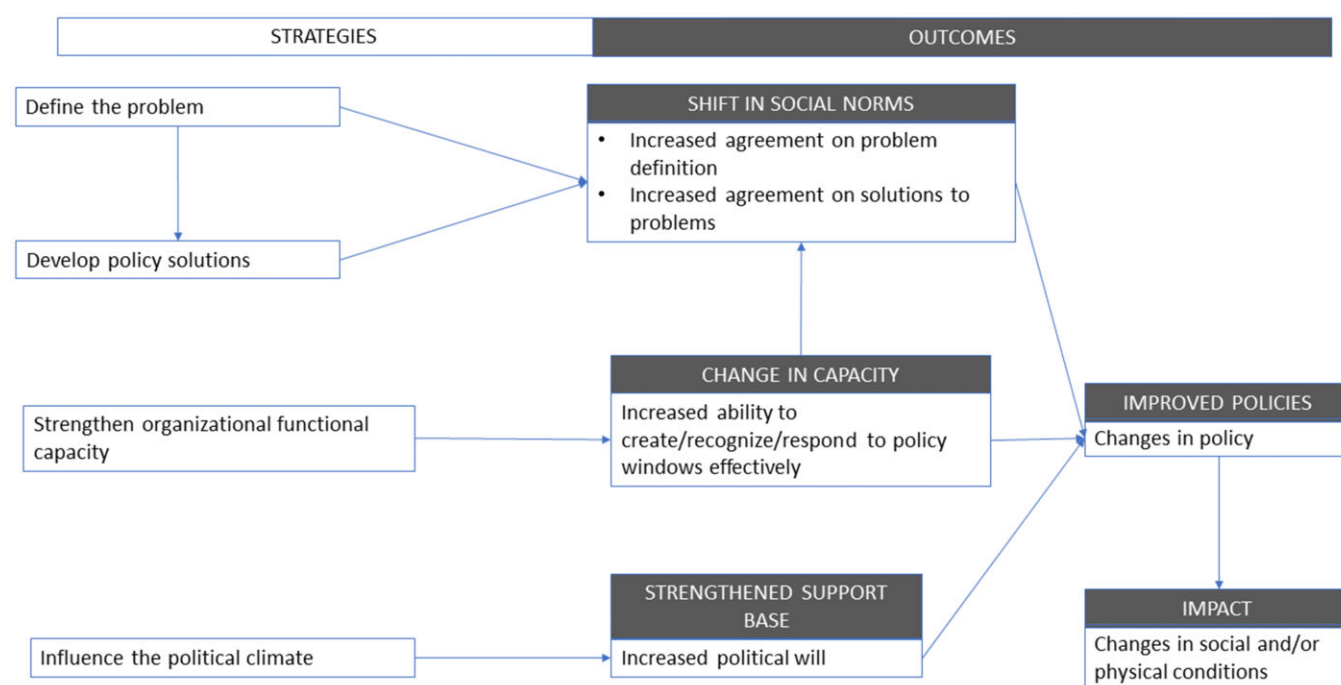 STRATEGIES
OUTCOMES
Define the problem
SHIFT IN SOCIAL NORMS
• Increased agreement on problem
definition
• Increased agreement on solutions to
problems
Develop policy solutions
CHANGE IN CAPACITY
Increased ability to
create/recognize/respond to policy
windows effectively
Strengthen organizational functional
capacity
IMPROVED POLICIES
Changes in policy
STRENGTHENED SUPPORT
BASE
Increased political will
Influence the political climate
IMPACT
Changes in social and/or
physical conditions